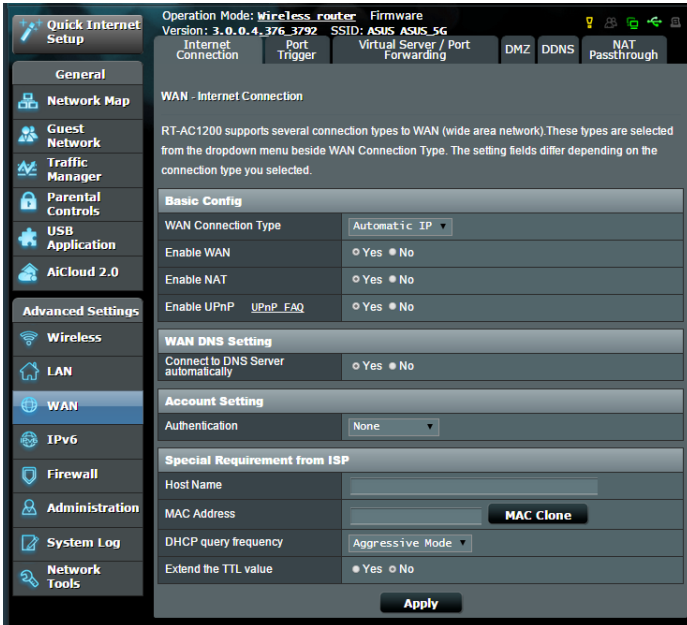 Quick Internet
Setup
General
Network Map
Guest
Network
Traffic
Manager
Parental
Controls
USB
Application
AiCloud 2.0
Advanced Settings
Wireless
LAN
WAN
IPv6
Firewall
Administration
System Log
Network
Tools
Operation Mode: Wireless router Firmware
Version: 3.0.0.4.376_3792 SSID: ASUS ASUS_5G
Internet
Connection
Port
Trigger
Virtual Server / Port
Forwarding
DMZ
DDNS
NAT
Passthrough
WAN - Internet Connection
RT-AC1200 supports several connection types to WAN (wide area network).These types are selected
from the dropdown menu beside WAN Connection Type. The setting fields differ depending on the
connection type you selected.
Basic Config
WAN Connection Type Automatic IP
Enable WAN Yes No
Enable NAT Yes No
Enable UPnP UPnP FAQ Yes No
WAN DNS Setting
Connect to DNS Server
automatically Yes No
Account Setting
Authentication None
Special Requirement from ISP
Host Name
MAC Address MAC Clone
DHCP query frequency Aggressive Mode
Extend the TTL value Yes No
Apply